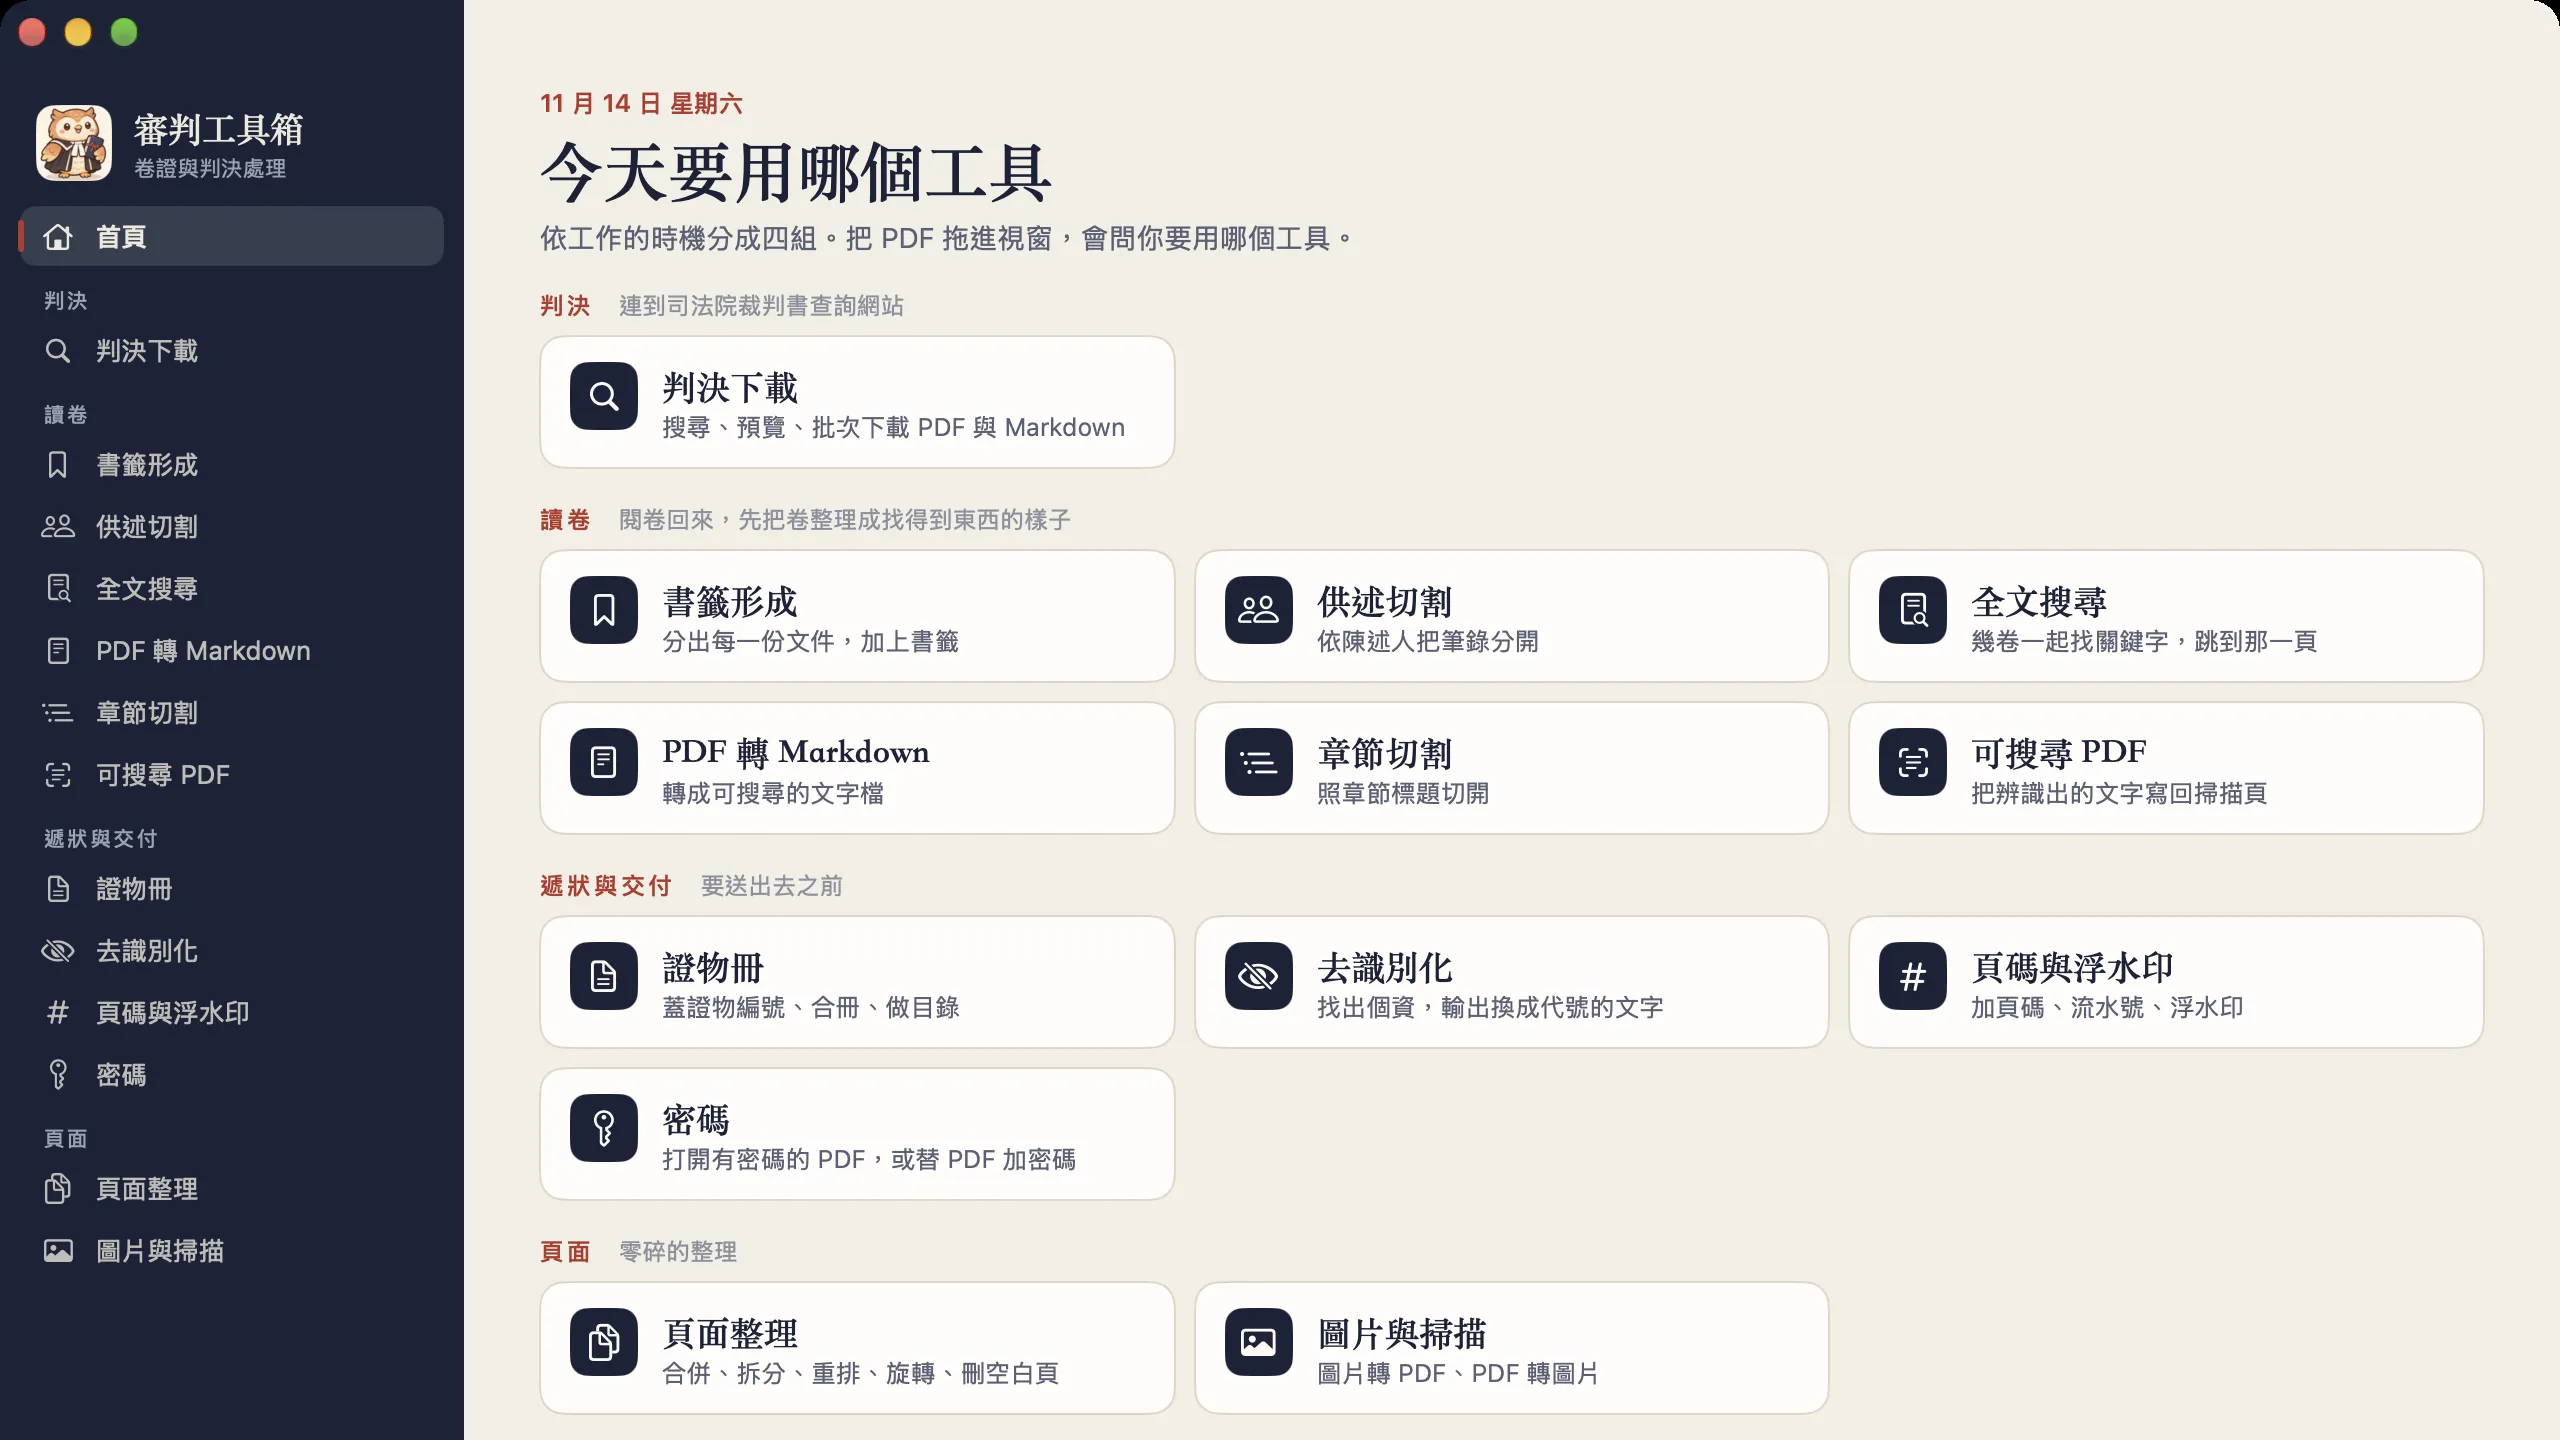 審判工具箱
卷證與判決處理
首頁
判決
判決下載
讀卷
書籤形成
供述切割
全文搜尋
PDF 轉 Markdown
章節切割
可搜尋 PDF
遞狀與交付
證物冊
去識別化
頁碼與浮水印
密碼
頁面
頁面整理
圖片與掃描
11 月 14 日 星期六
今天要用哪個工具
依工作的時機分成四組。把 PDF 拖進視窗，會問你要用哪個工具。
判決 連到司法院裁判書查詢網站
判決下載
搜尋、預覽、批次下載 PDF 與 Markdown
讀卷 閱卷回來，先把卷整理成找得到東西的樣子
書籤形成
分出每一份文件，加上書籤
供述切割
依陳述人把筆錄分開
全文搜尋
幾卷一起找關鍵字，跳到那一頁
PDF 轉 Markdown
轉成可搜尋的文字檔
章節切割
照章節標題切開
可搜尋 PDF
把辨識出的文字寫回掃描頁
遞狀與交付 要送出去之前
證物冊
蓋證物編號、合冊、做目錄
去識別化
找出個資，輸出換成代號的文字
頁碼與浮水印
加頁碼、流水號、浮水印
密碼
打開有密碼的 PDF，或替 PDF 加密碼
頁面 零碎的整理
頁面整理
合併、拆分、重排、旋轉、刪空白頁
圖片與掃描
圖片轉 PDF、PDF 轉圖片